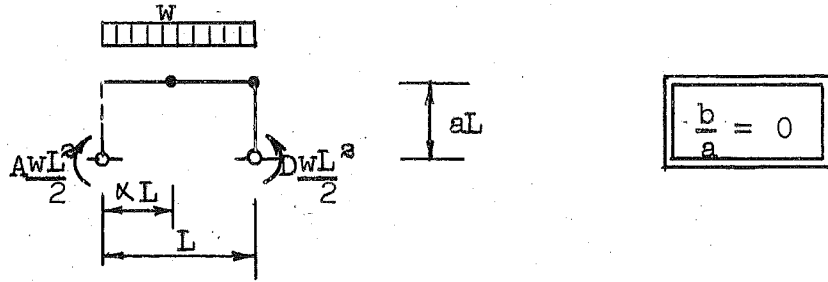 w
aL
b/a = 0
AwL²/2
DwL²/2
αL
L